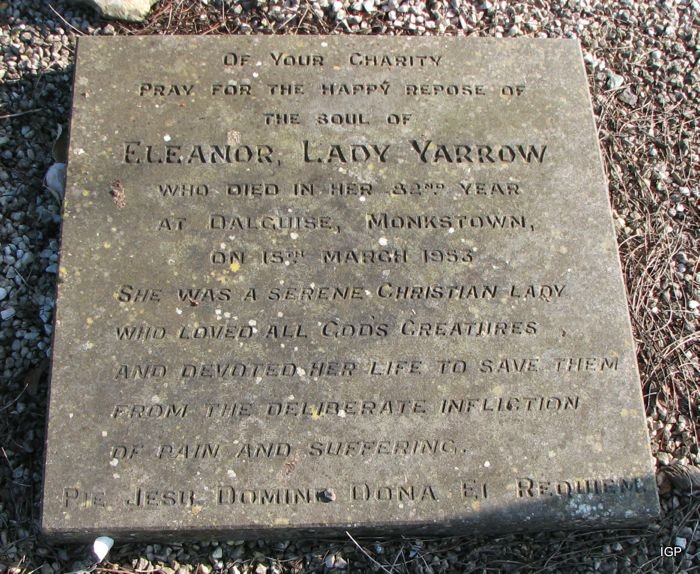 Of Your Charity
Pray for the happy repose of
the soul of
Eleanor, Lady Yarrow
who died in her 82nd year
at Dalguise, Monkstown,
on 15th March 1953
She was a serene Christian lady
who loved all God's Creatures,
and devoted her life to save them
from the deliberate infliction
of pain and suffering.
Pie Jesu Domine Dona Ei Requiem.
IGP